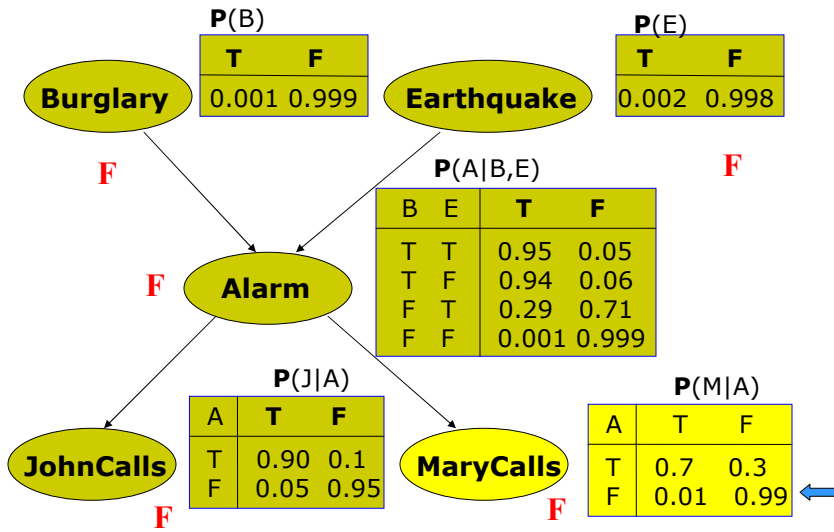 P(B)
T F
0.001 0.999
Burglary
P(E)
T F
0.002 0.998
Earthquake
F
F
P(A|B,E)
B E T F
T T 0.95 0.05
T F 0.94 0.06
F T 0.29 0.71
F F 0.001 0.999
F
Alarm
P(J|A)
A T F
T 0.90 0.1
F 0.05 0.95
JohnCalls
F
P(M|A)
A T F
T 0.7 0.3
F 0.01 0.99
MaryCalls
F